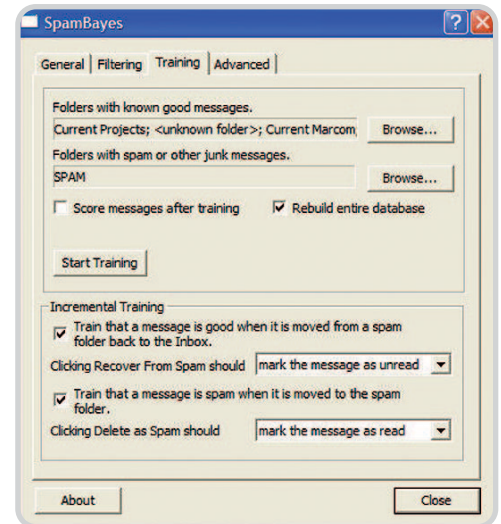 SpamBayes
General Filtering Training Advanced
Folders with known good messages.
Current Projects; <unknown folder>; Current Marcom; Browse...
Folders with spam or other junk messages.
SPAM Browse...
Score messages after training Rebuild entire database
Start Training
Incremental Training
Train that a message is good when it is moved from a spam
folder back to the Inbox.
Clicking Recover From Spam should mark the message as unread
Train that a message is spam when it is moved to the spam
folder.
Clicking Delete as Spam should mark the message as read
About Close